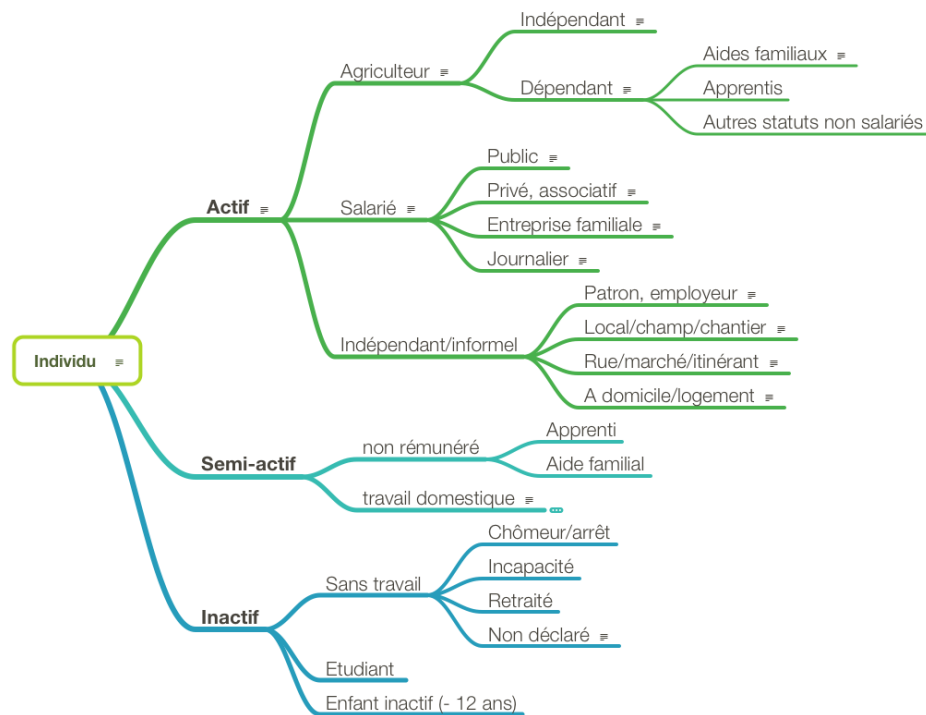 Indépendant
Aides familiaux
Agriculteur
Dépendant
Apprentis
Autres statuts non salariés
Public
Privé, associatif
Actif
Salarié
Entreprise familiale
Journalier
Patron, employeur
Local/champ/chantier
Indépendant/informel
Rue/marché/itinérant
A domicile/logement
Individu
Apprenti
non rémunéré
Aide familial
Semi-actif
travail domestique
Chômeur/arrêt
Incapacité
Sans travail
Retraité
Inactif
Non déclaré
Etudiant
Enfant inactif (- 12 ans)